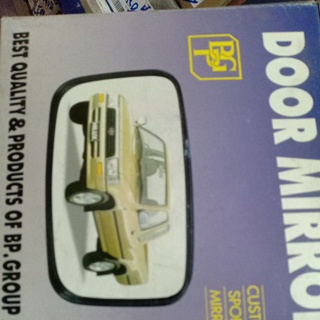 BPG
DOOR MIRRO
CUST
SPO
MIRR
BEST QUALITY & PRODUCTS OF BP.GROUP